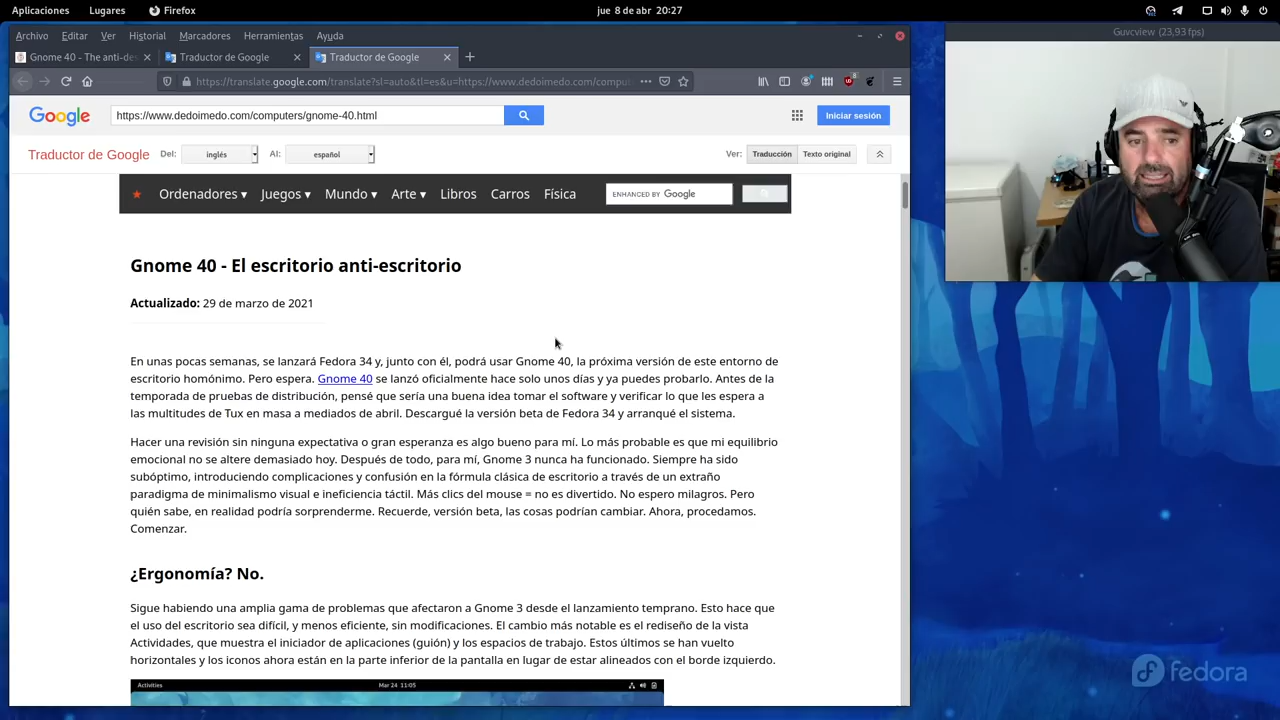 Aplicaciones Lugares Firefox jue 8 de abr 20:27
Archivo Editar Ver Historial Marcadores Herramientas Ayuda
Guvcview (23,93 fps)
Gnome 40 - The anti-des Traductor de Google Traductor de Google
https://translate.google.com/translate?sl=auto&tl=es&u=https://www.dedoimedo.com/compu
8
Google https://www.dedoimedo.com/computers/gnome-40.html Iniciar sesión
Traductor de Google Del: inglés Al: español Ver: Traducción Texto original
Ordenadores ▾ Juegos ▾ Mundo ▾ Arte ▾ Libros Carros Física ENHANCED BY Google
Gnome 40 - El escritorio anti-escritorio
Actualizado: 29 de marzo de 2021
En unas pocas semanas, se lanzará Fedora 34 y, junto con él, podrá usar Gnome 40, la próxima versión de este entorno de
escritorio homónimo. Pero espera. Gnome 40 se lanzó oficialmente hace solo unos días y ya puedes probarlo. Antes de la
temporada de pruebas de distribución, pensé que sería una buena idea tomar el software y verificar lo que les espera a
las multitudes de Tux en masa a mediados de abril. Descargué la versión beta de Fedora 34 y arranqué el sistema.
Hacer una revisión sin ninguna expectativa o gran esperanza es algo bueno para mí. Lo más probable es que mi equilibrio
emocional no se altere demasiado hoy. Después de todo, para mí, Gnome 3 nunca ha funcionado. Siempre ha sido
subóptimo, introduciendo complicaciones y confusión en la fórmula clásica de escritorio a través de un extraño
paradigma de minimalismo visual e ineficiencia táctil. Más clics del mouse = no es divertido. No espero milagros. Pero
quién sabe, en realidad podría sorprenderme. Recuerde, versión beta, las cosas podrían cambiar. Ahora, procedamos.
Comenzar.
¿Ergonomía? No.
Sigue habiendo una amplia gama de problemas que afectaron a Gnome 3 desde el lanzamiento temprano. Esto hace que
el uso del escritorio sea difícil, y menos eficiente, sin modificaciones. El cambio más notable es el rediseño de la vista
Actividades, que muestra el iniciador de aplicaciones (guión) y los espacios de trabajo. Estos últimos se han vuelto
horizontales y los iconos ahora están en la parte inferior de la pantalla en lugar de estar alineados con el borde izquierdo.
Activities Mar 24 11:05
fedora